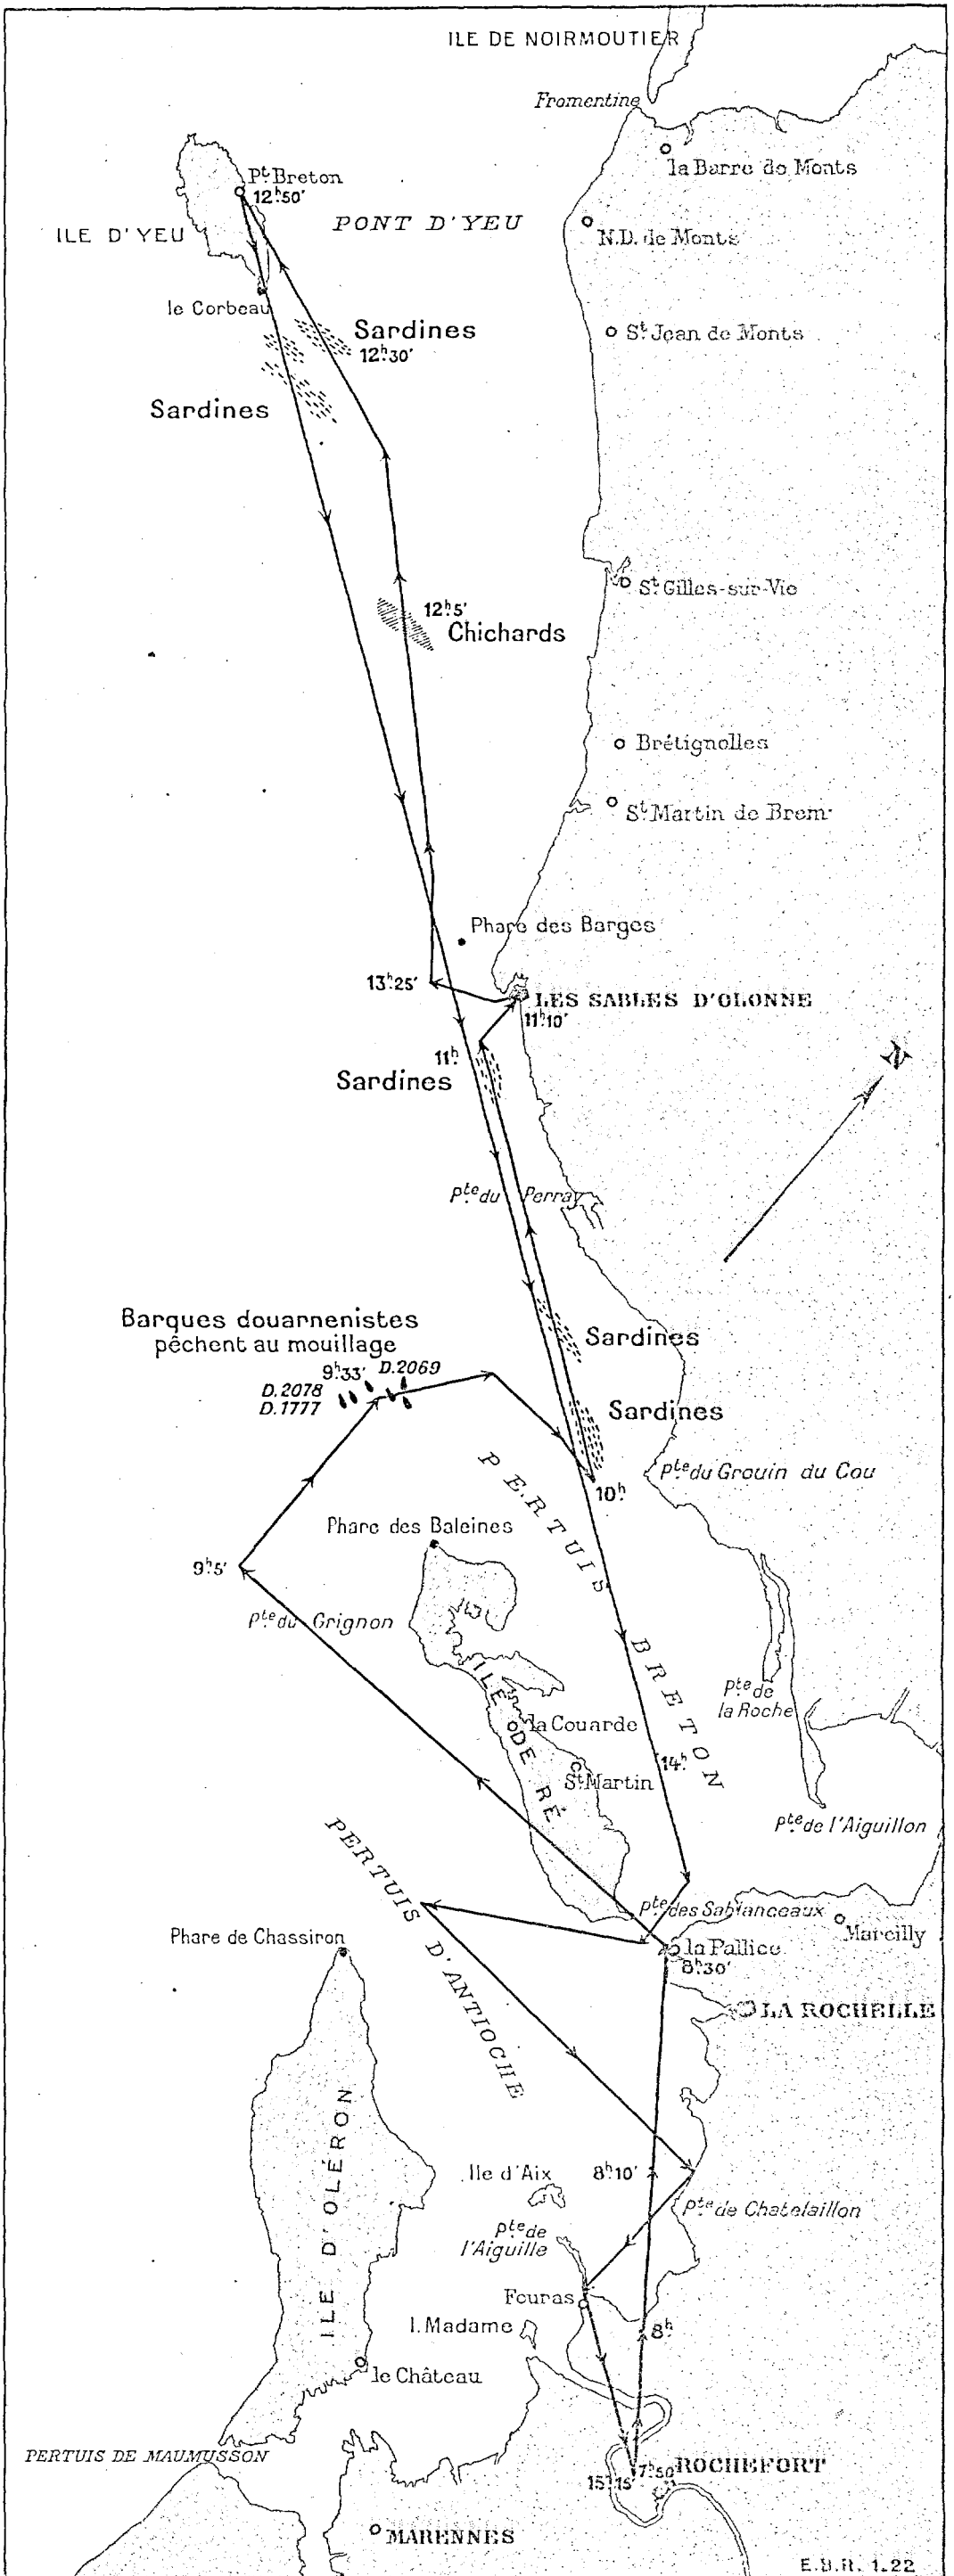 ILE DE NOIRMOUTIER
Fromentine
la Barre de Monts
Pt Breton
12h50'
ILE D'YEU
PONT D'YEU
N.D. de Monts
le Corbeau
Sardines
12h30'
St Jean de Monts
Sardines
St Gilles-sur-Vie
12h5'
Chichards
Brétignolles
St Martin de Brem
Phare des Barges
13h25'
LES SABLES D'OLONNE
11h10'
11h
Sardines
N
Pte du Perray
Barques douarnenistes
pêchent au mouillage
9h33'
D.2069
D.2078
D.1777
Sardines
Sardines
Pte du Grouin du Cou
10h
PERTUIS BRETON
Phare des Baleines
9h5'
Pte du Grignon
ILE DE RÉ
la Couarde
St Martin
14h
Pte de
la Roche
Pte de l'Aiguillon
PERTUIS D'ANTIOCHE
Pte des Sablanceaux
Marcilly
Phare de Chassiron
la Pallice
8h30'
LA ROCHELLE
ILE D'OLÉRON
Ile d'Aix
8h10'
Pte de Chatelaillon
Pte de
l'Aiguille
Fouras
I. Madame
8h
le Château
PERTUIS DE MAUMUSSON
7h50'
ROCHEFORT
15h15'
MARENNES
E.B.R. 1.22